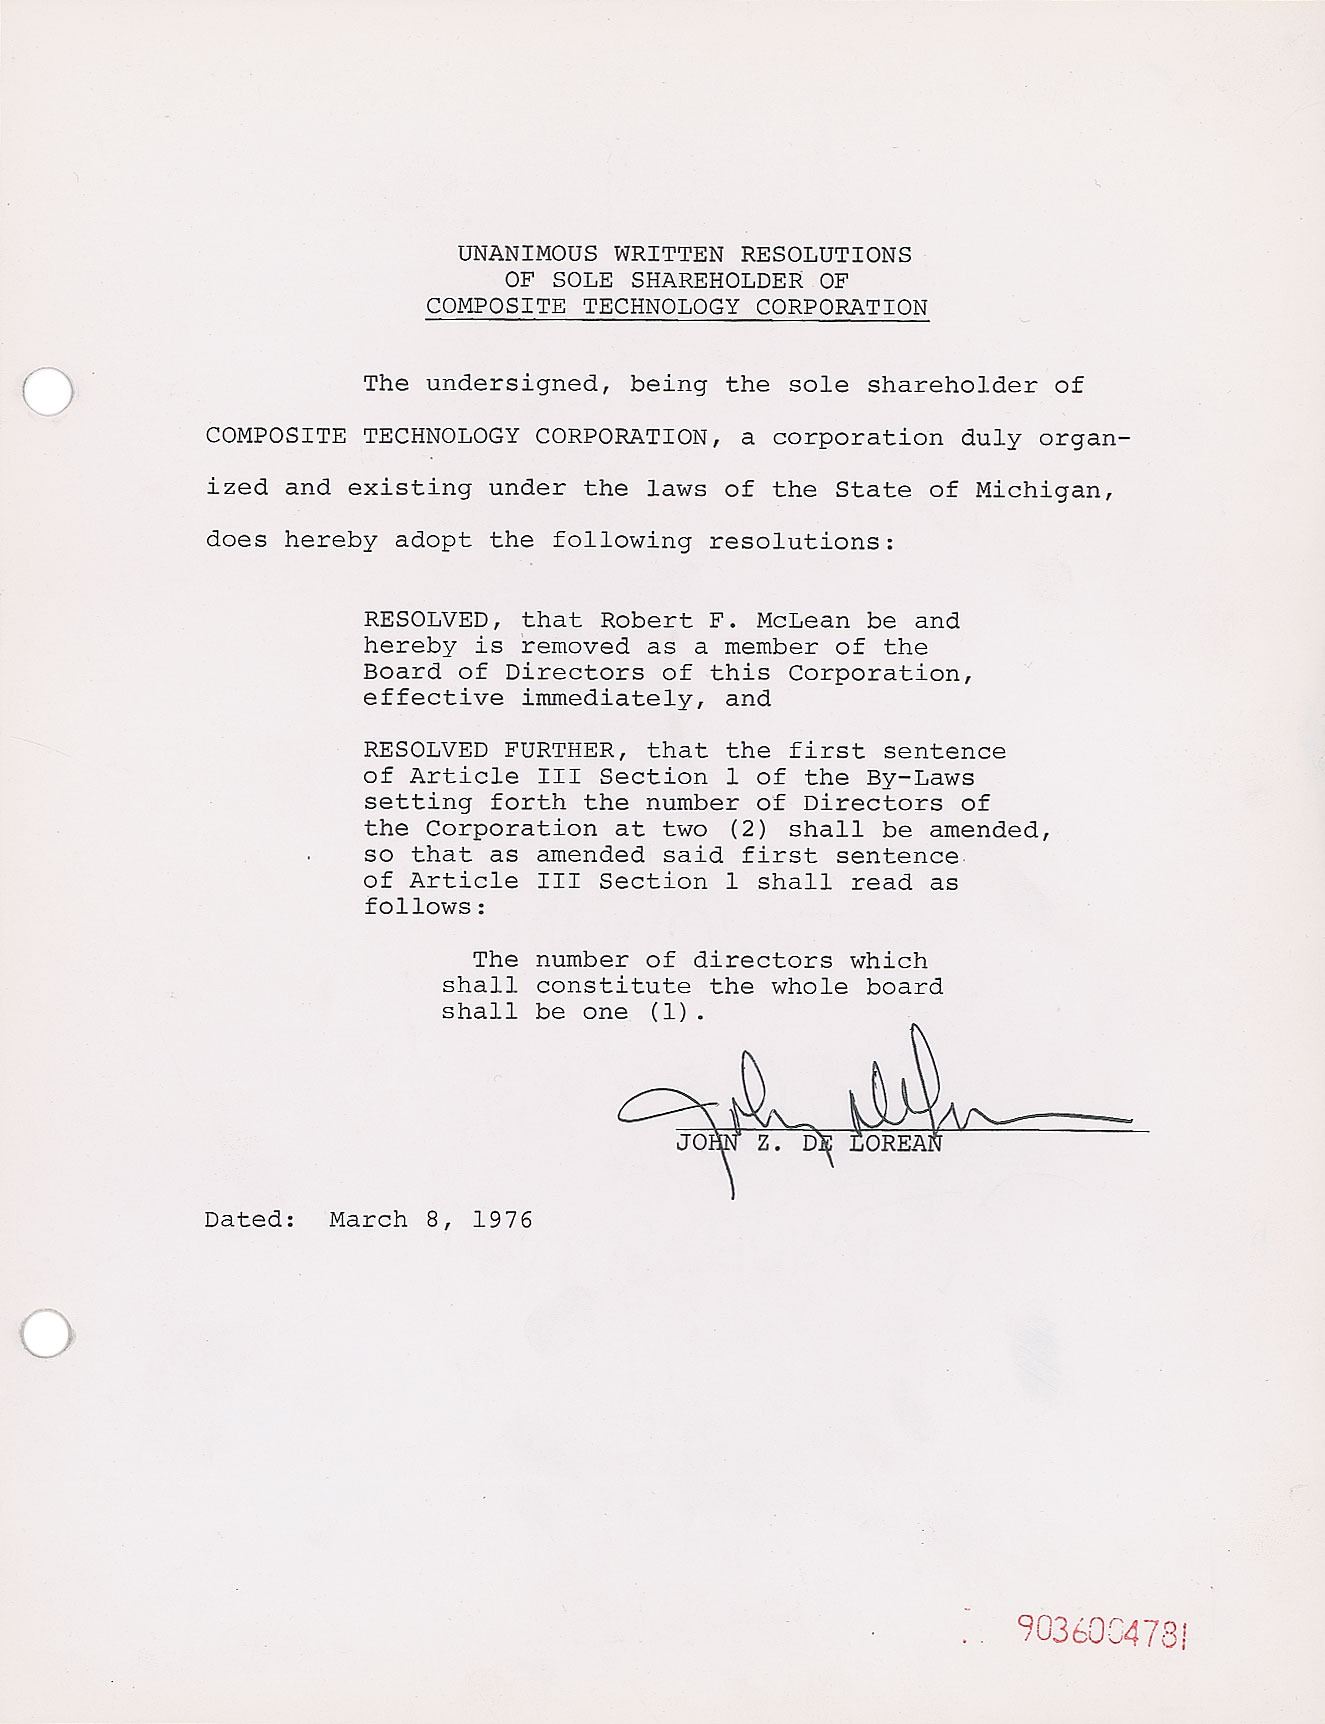 UNANIMOUS WRITTEN RESOLUTIONS
OF SOLE SHAREHOLDER OF
COMPOSITE TECHNOLOGY CORPORATION
The undersigned, being the sole shareholder of
COMPOSITE TECHNOLOGY CORPORATION, a corporation duly organ-
ized and existing under the laws of the State of Michigan,
does hereby adopt the following resolutions:
RESOLVED, that Robert F. McLean be and
hereby is removed as a member of the
Board of Directors of this Corporation,
effective immediately, and
RESOLVED FURTHER, that the first sentence
of Article III Section 1 of the By-Laws
setting forth the number of Directors of
the Corporation at two (2) shall be amended,
so that as amended said first sentence
of Article III Section 1 shall read as
follows:
The number of directors which
shall constitute the whole board
shall be one (1).
JOHN Z. DE LOREAN
Dated: March 8, 1976
9036004781